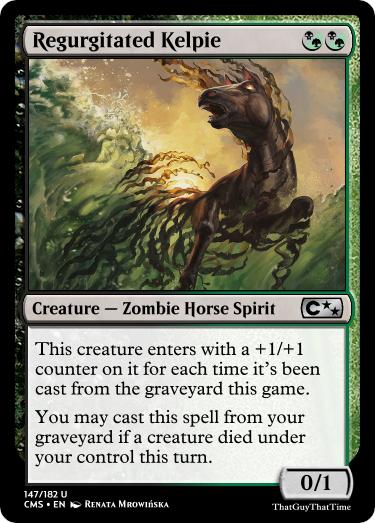 Regurgitated Kelpie
Creature — Zombie Horse Spirit
C
This creature enters with a +1/+1
counter on it for each time it's been
cast from the graveyard this game.
You may cast this spell from your
graveyard if a creature died under
your control this turn.
0/1
147/182 U
CMS • EN Renata Mrowińska
ThatGuyThatTime